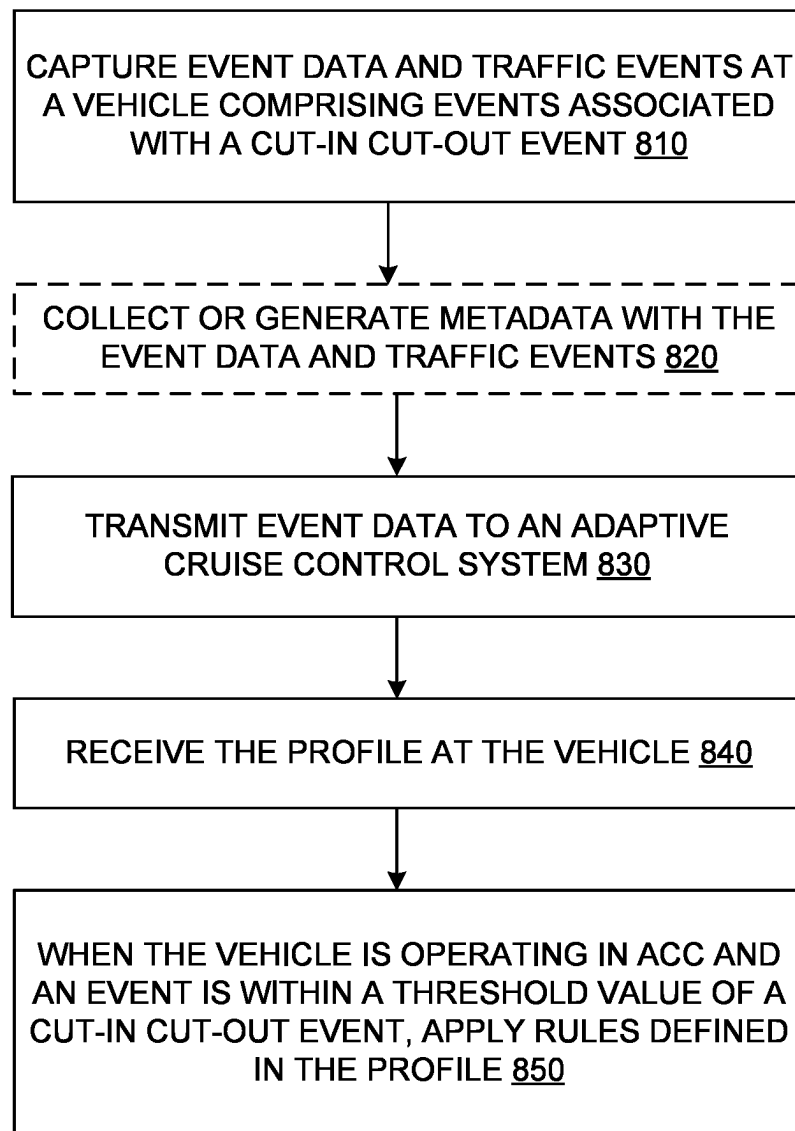 CAPTURE EVENT DATA AND TRAFFIC EVENTS AT
A VEHICLE COMPRISING EVENTS ASSOCIATED
WITH A CUT-IN CUT-OUT EVENT 810
COLLECT OR GENERATE METADATA WITH THE
EVENT DATA AND TRAFFIC EVENTS 820
TRANSMIT EVENT DATA TO AN ADAPTIVE
CRUISE CONTROL SYSTEM 830
RECEIVE THE PROFILE AT THE VEHICLE 840
WHEN THE VEHICLE IS OPERATING IN ACC AND
AN EVENT IS WITHIN A THRESHOLD VALUE OF A
CUT-IN CUT-OUT EVENT, APPLY RULES DEFINED
IN THE PROFILE 850